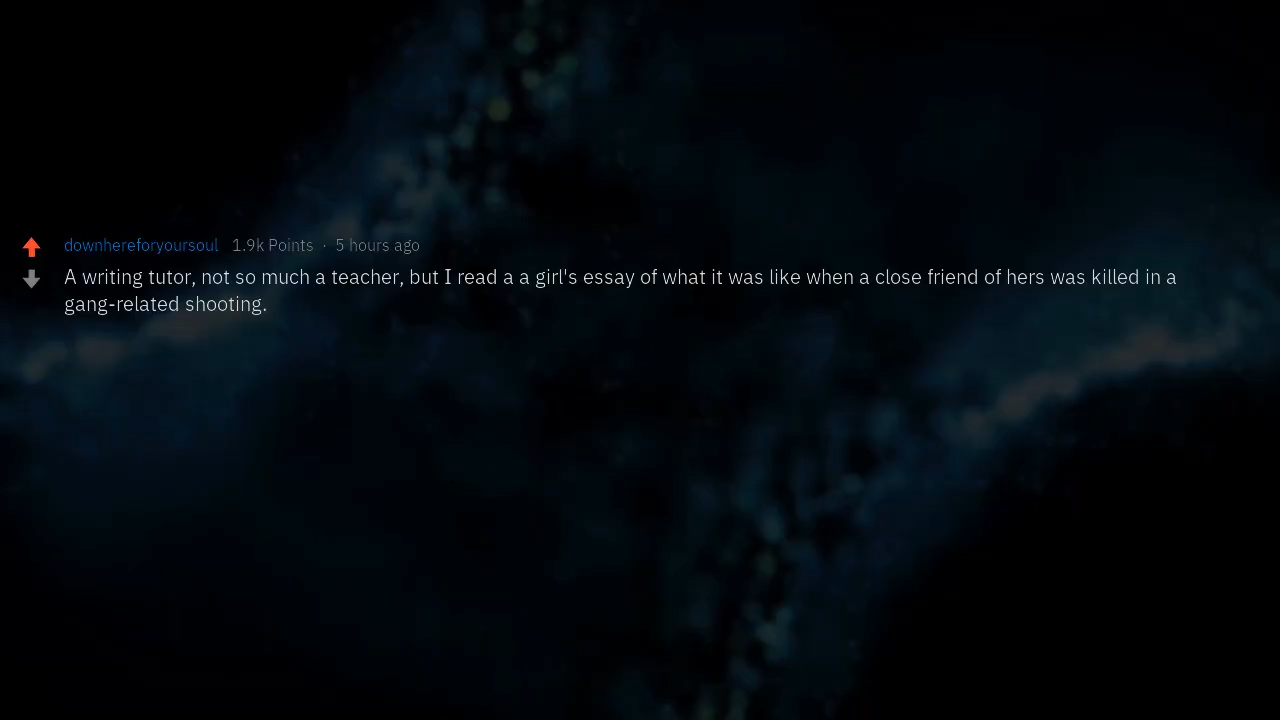 downhereforyoursoul 1.9k Points · 5 hours ago
A writing tutor, not so much a teacher, but I read a a girl's essay of what it was like when a close friend of hers was killed in a
gang-related shooting.